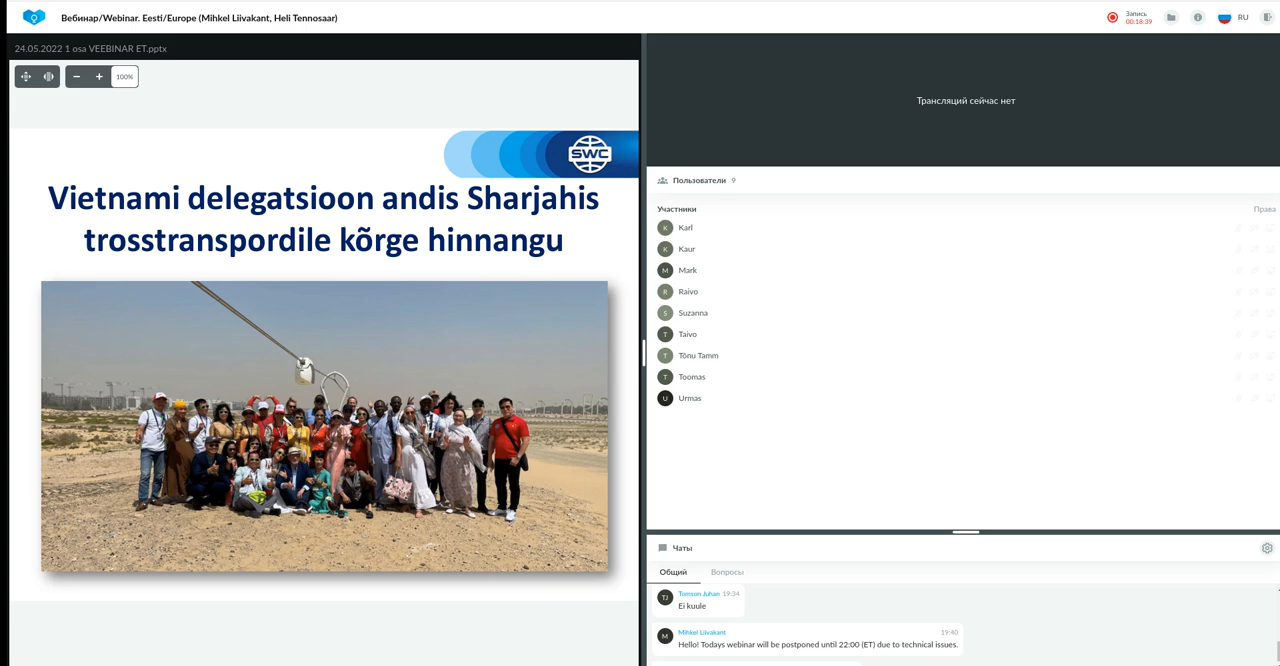 Вебинар/Webinar. Eesti/Europe (Mihkel Liivakant, Heli Tennosaar)
Запись
00:18:39
RU
24.05.2022 1 osa VEEBINAR ET.pptx
100%
SWC
Vietnami delegatsioon andis Sharjahis
trosstranspordile kõrge hinnangu
Трансляций сейчас нет
Пользователи 9
Участники Права
K Karl
K Kaur
M Mark
R Raivo
S Suzanna
T Taivo
T Tõnu Tamm
T Toomas
U Urmas
Чаты
Общий Вопросы
TJ Tomson Juhan 19:34
Ei kuule
M Mihkel Liivakant 19:40
Hello! Todays webinar will be postponed until 22:00 (ET) due to technical issues.